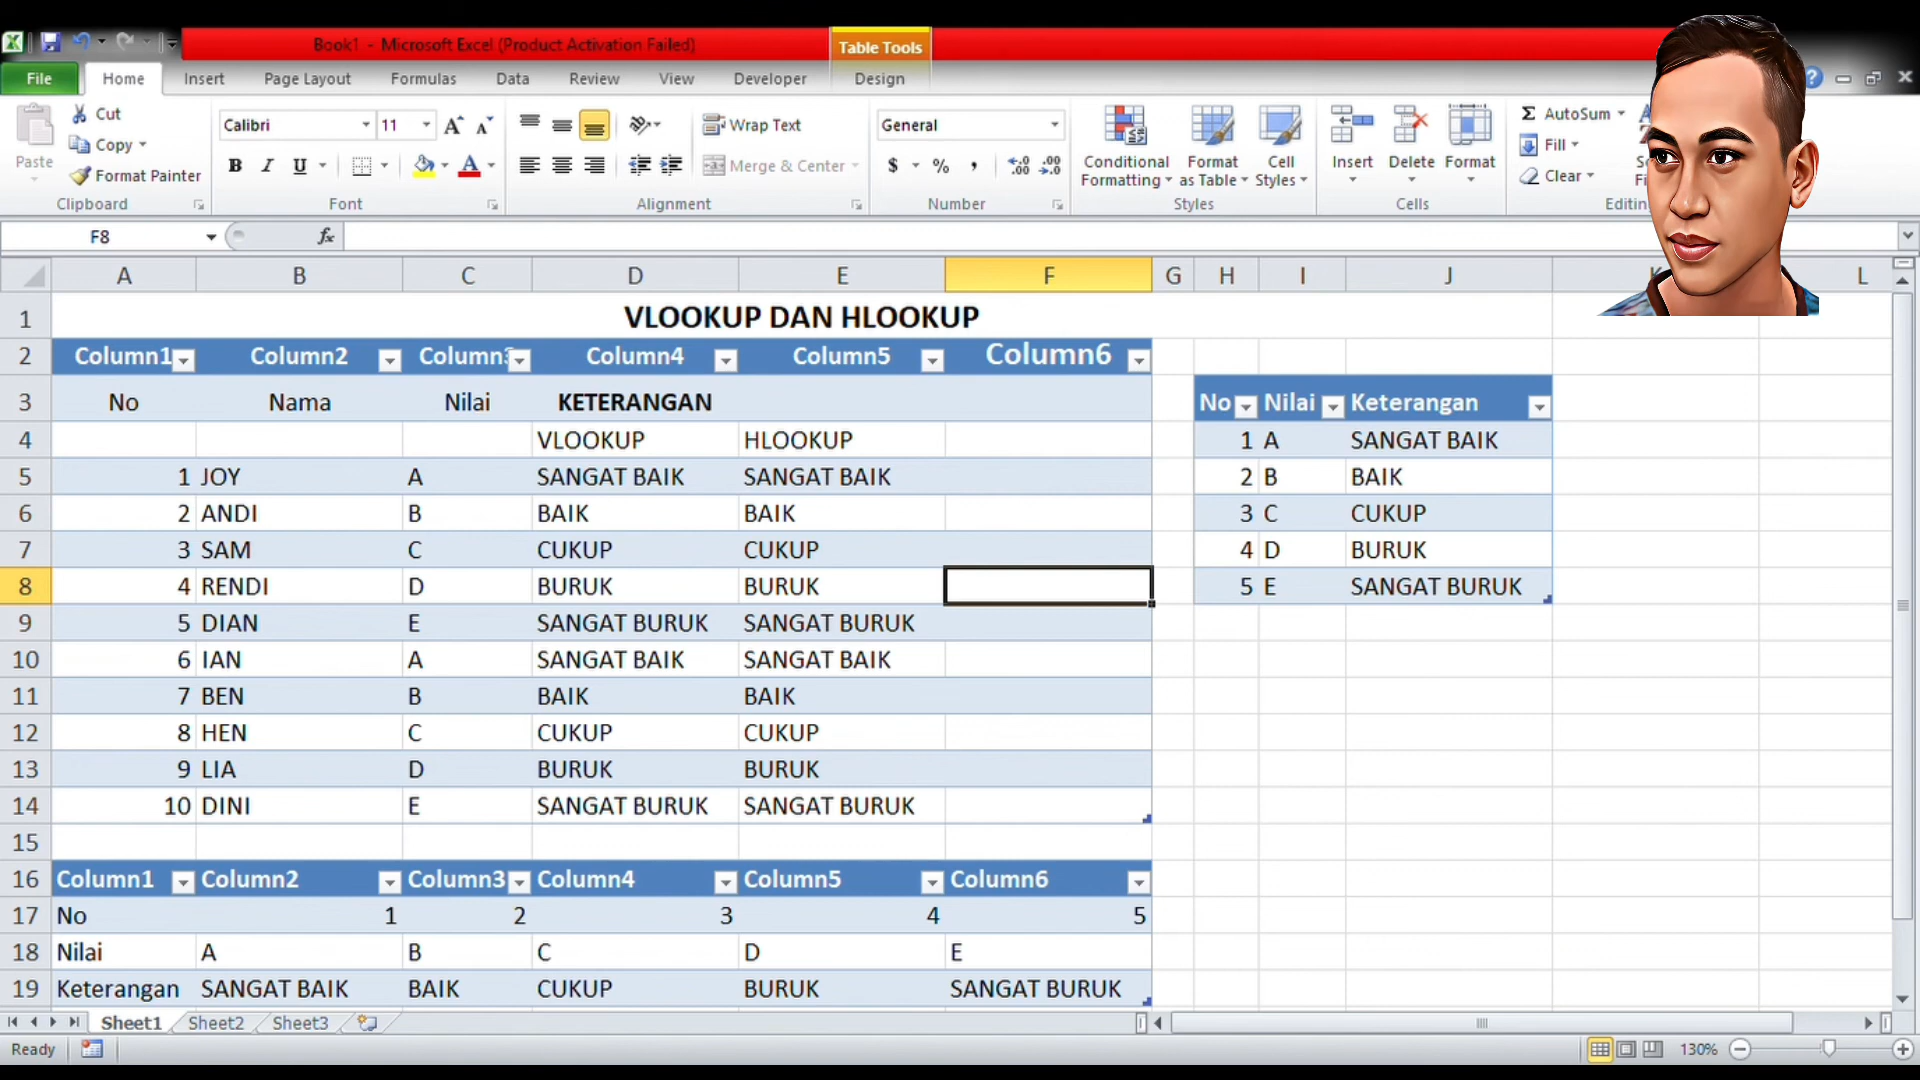 Book1 - Microsoft Excel (Product Activation Failed)
Table Tools
File Home Insert Page Layout Formulas Data Review View Developer Design
Paste
Cut
Copy
Format Painter
Clipboard
Calibri 11
B I U A
Font
Wrap Text
Merge & Center
Alignment
General
$ % ,
Number
Conditional Formatting
Format as Table
Cell Styles
Styles
Insert Delete Format
Cells
Σ AutoSum
Fill
Clear
F8 fx
A B C D E F G H I J L
1 VLOOKUP DAN HLOOKUP
2 Column1 Column2 Column3 Column4 Column5 Column6
3 No Nama Nilai KETERANGAN No Nilai Keterangan
4 VLOOKUP HLOOKUP 1 A SANGAT BAIK
5 1 JOY A SANGAT BAIK SANGAT BAIK 2 B BAIK
6 2 ANDI B BAIK BAIK 3 C CUKUP
7 3 SAM C CUKUP CUKUP 4 D BURUK
8 4 RENDI D BURUK BURUK 5 E SANGAT BURUK
9 5 DIAN E SANGAT BURUK SANGAT BURUK
10 6 IAN A SANGAT BAIK SANGAT BAIK
11 7 BEN B BAIK BAIK
12 8 HEN C CUKUP CUKUP
13 9 LIA D BURUK BURUK
14 10 DINI E SANGAT BURUK SANGAT BURUK
15
16 Column1 Column2 Column3 Column4 Column5 Column6
17 No 1 2 3 4 5
18 Nilai A B C D E
19 Keterangan SANGAT BAIK BAIK CUKUP BURUK SANGAT BURUK
Sheet1 Sheet2 Sheet3
Ready 130%